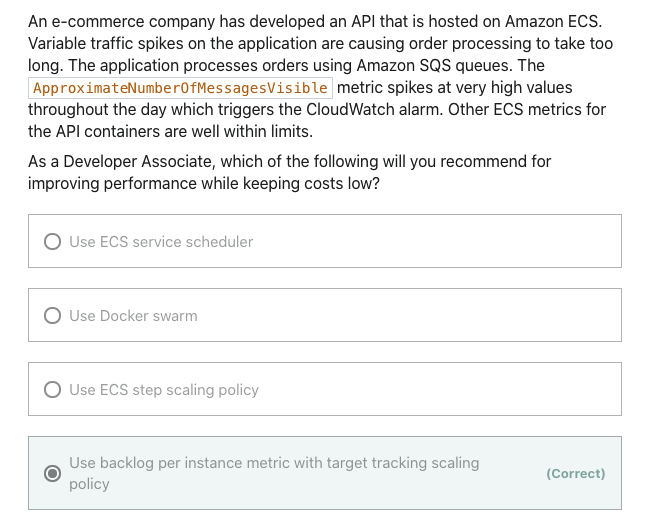 An e-commerce company has developed an API that is hosted on Amazon ECS.
Variable traffic spikes on the application are causing order processing to take too
long. The application processes orders using Amazon SQS queues. The
ApproximateNumberOfMessagesVisible metric spikes at very high values
throughout the day which triggers the CloudWatch alarm. Other ECS metrics for
the API containers are well within limits.
As a Developer Associate, which of the following will you recommend for
improving performance while keeping costs low?
Use ECS service scheduler
Use Docker swarm
Use ECS step scaling policy
Use backlog per instance metric with target tracking scaling
policy
(Correct)